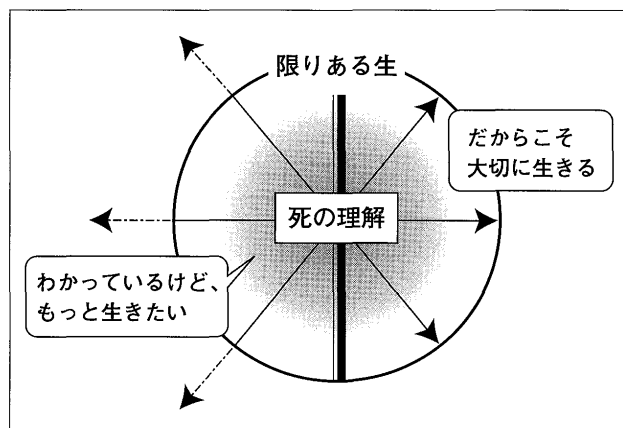 限りある生
だからこそ
大切に生きる
死の理解
わかっているけど、
もっと生きたい